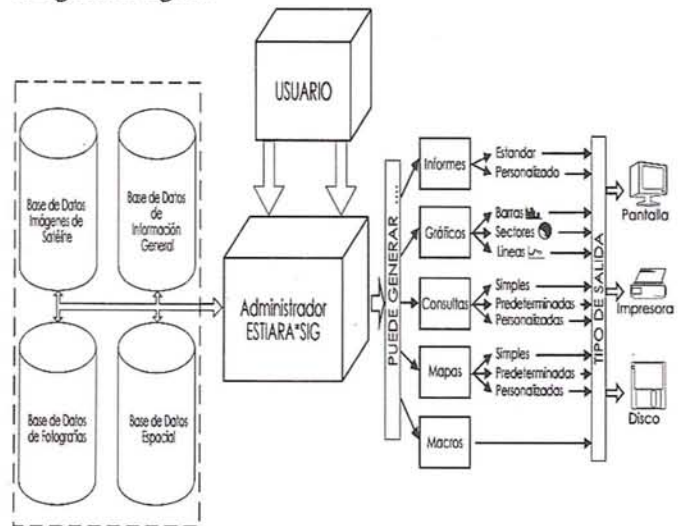 USUARIO
Base de Datos
Imágenes de
Satélite
Base de Datos
de
Información
General
Base de Datos
de Fotografías
Base de Datos
Espacial
Administrador
ESTIARA*SIG
PUEDE GENERAR ....
Informes
Estandar
Personalizado
Gráficos
Barras
Sectores
Líneas
Consultas
Simples
Predeterminadas
Personalizadas
Mapas
Simples
Predeterminadas
Personalizadas
Macros
TIPO DE SALIDA
Pantalla
Impresora
Disco